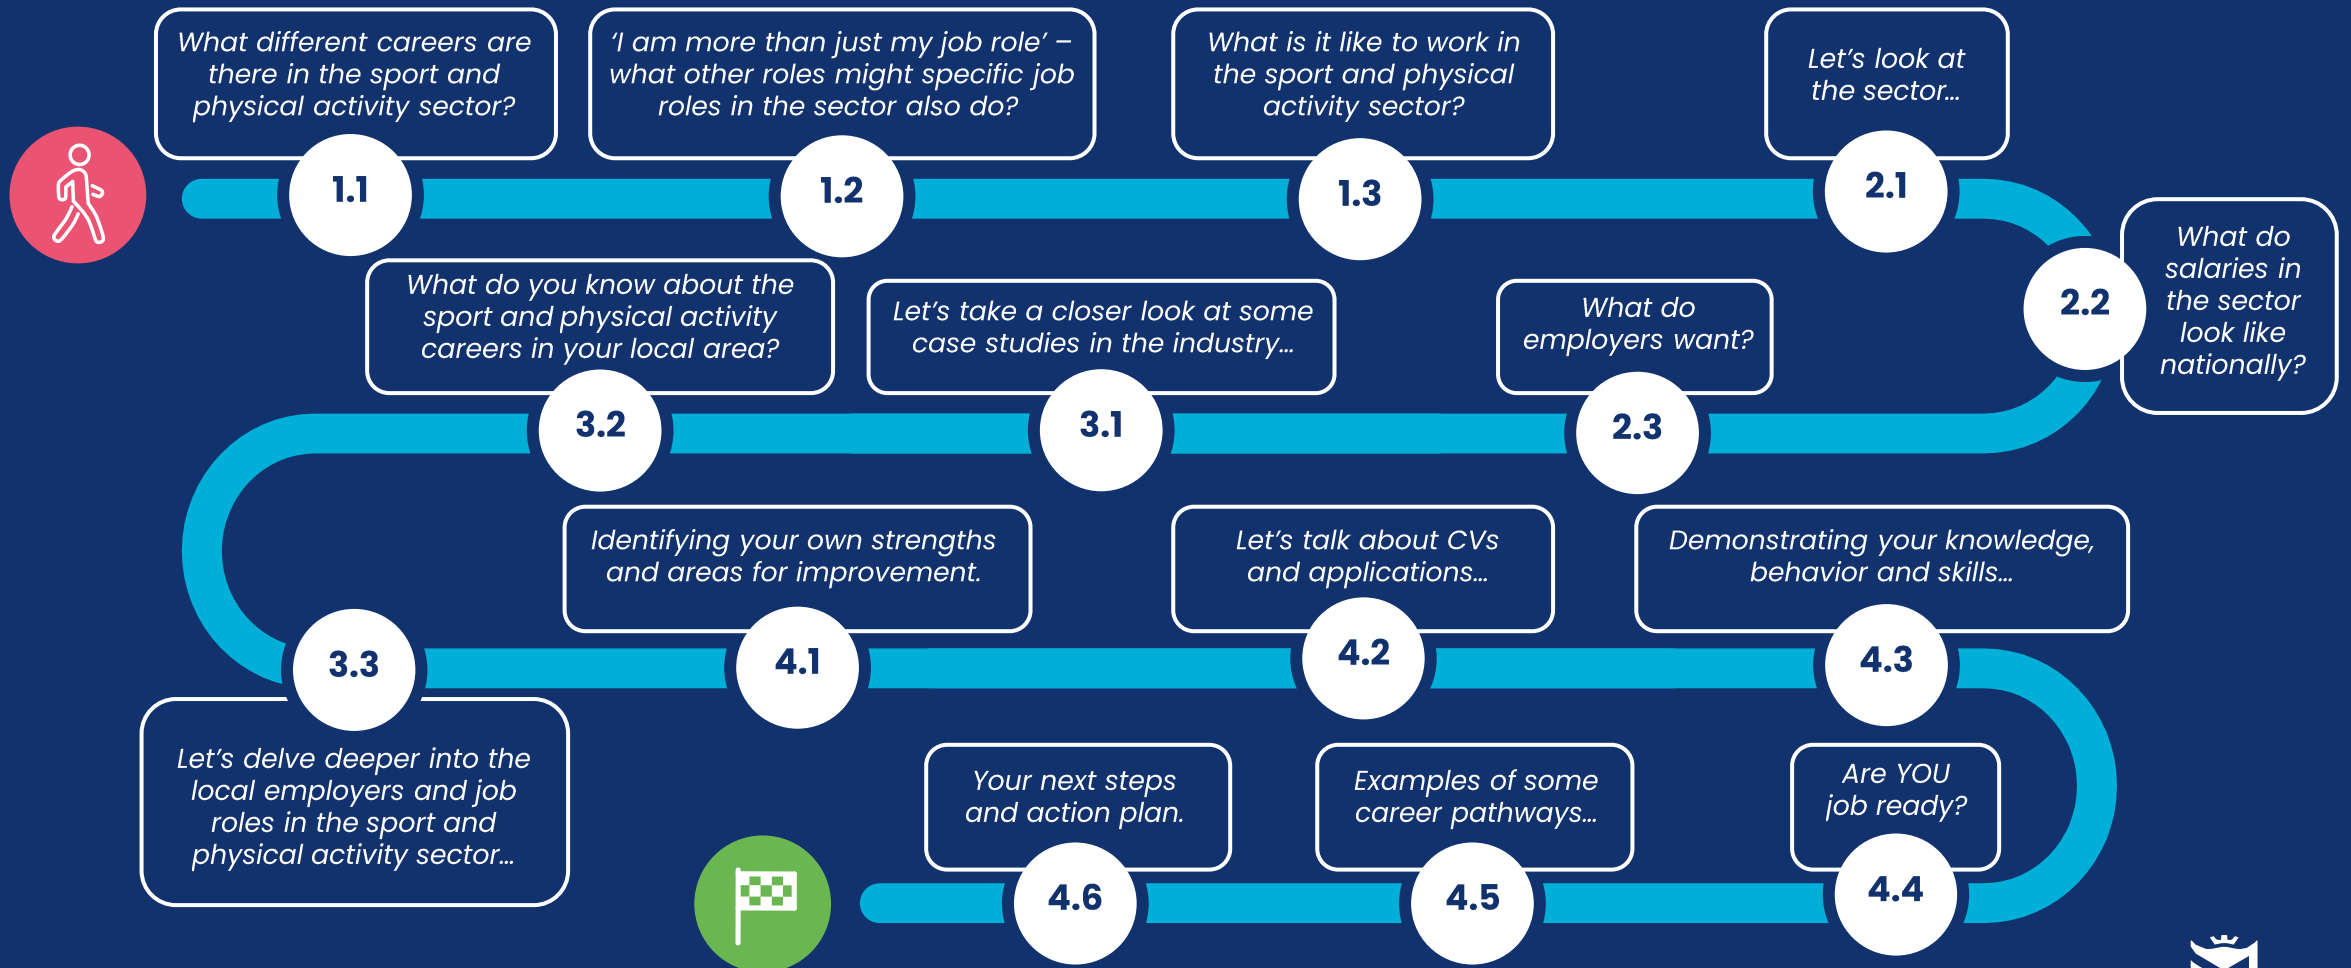 What different careers are
there in the sport and
physical activity sector?
1.1
‘I am more than just my job role’ –
what other roles might specific job
roles in the sector also do?
1.2
What is it like to work in
the sport and physical
activity sector?
1.3
Let’s look at
the sector...
2.1
What do
salaries in
the sector
look like
nationally?
2.2
What do
employers want?
2.3
Let’s take a closer look at some
case studies in the industry...
3.1
What do you know about the
sport and physical activity
careers in your local area?
3.2
3.3
Let’s delve deeper into the
local employers and job
roles in the sport and
physical activity sector...
Identifying your own strengths
and areas for improvement.
4.1
Let’s talk about CVs
and applications...
4.2
Demonstrating your knowledge,
behavior and skills...
4.3
Are YOU
job ready?
4.4
Examples of some
career pathways...
4.5
Your next steps
and action plan.
4.6